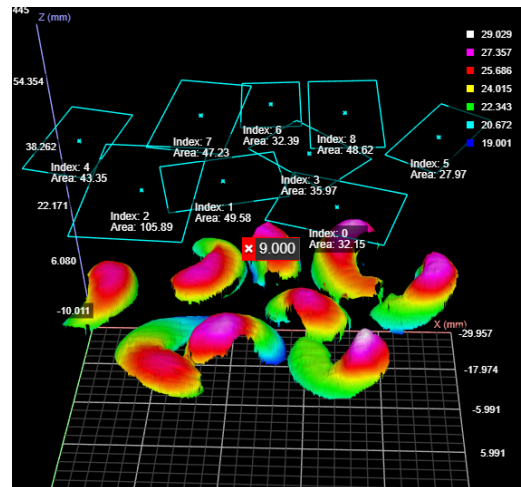 445
Z (mm)
29.029
27.357
25.686
24.015
22.343
20.672
19.001
54.354
38.262
22.171
6.080
-10.011
Index: 6
Area: 32.39
Index: 7
Area: 47.23
Index: 8
Area: 48.62
Index: 4
Area: 43.35
Index: 5
Area: 27.97
Index: 3
Area: 35.97
Index: 1
Area: 49.58
Index: 2
Area: 105.89
Index: 0
Area: 32.15
9.000
X (mm)
-29.957
-17.974
-5.991
5.991